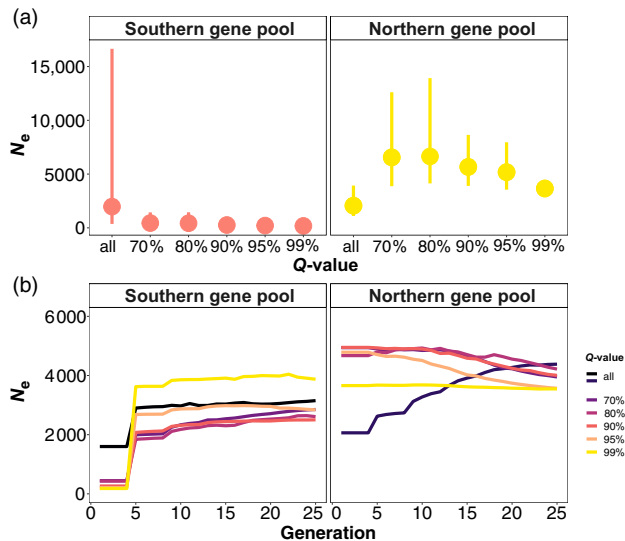 (a)
Southern gene pool
Northern gene pool
15,000
10,000
5000
0
Ne
all 70% 80% 90% 95% 99%
all 70% 80% 90% 95% 99%
Q-value
(b)
Southern gene pool
Northern gene pool
6 000
4000
2000
0
Ne
0 5 10 15 20 25
0 5 10 15 20 25
Generation
Q-value
all
70%
80%
90%
95%
99%